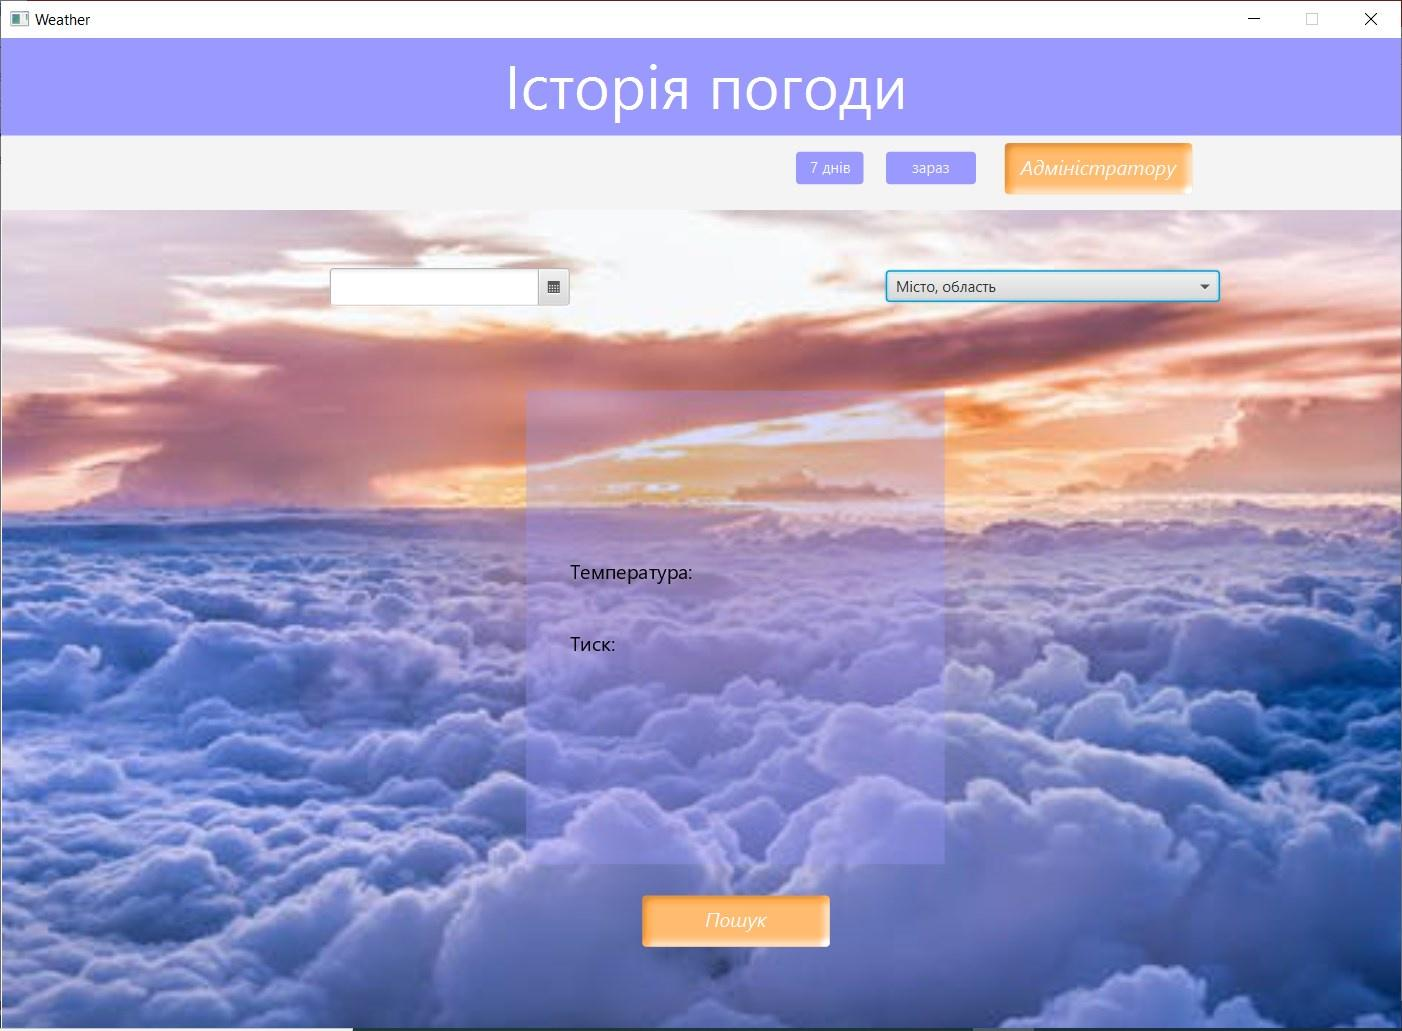 Weather
Історія погоди
7 днів
зараз
Адміністратору
Місто, область
Температура:
Тиск:
Пошук